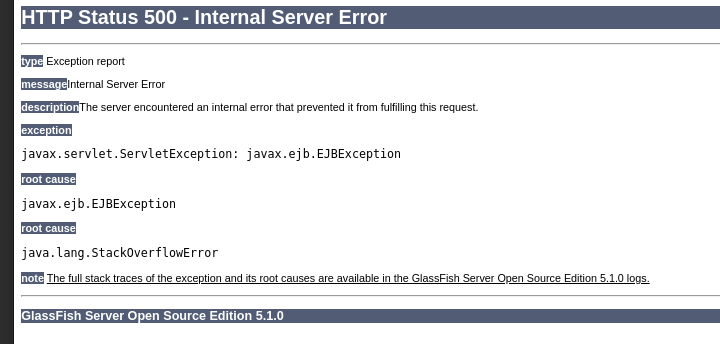 HTTP Status 500 - Internal Server Error
type Exception report
messageInternal Server Error
descriptionThe server encountered an internal error that prevented it from fulfilling this request.
exception
javax.servlet.ServletException: javax.ejb.EJBException
root cause
javax.ejb.EJBException
root cause
java.lang.StackOverflowError
note The full stack traces of the exception and its root causes are available in the GlassFish Server Open Source Edition 5.1.0 logs.
GlassFish Server Open Source Edition 5.1.0